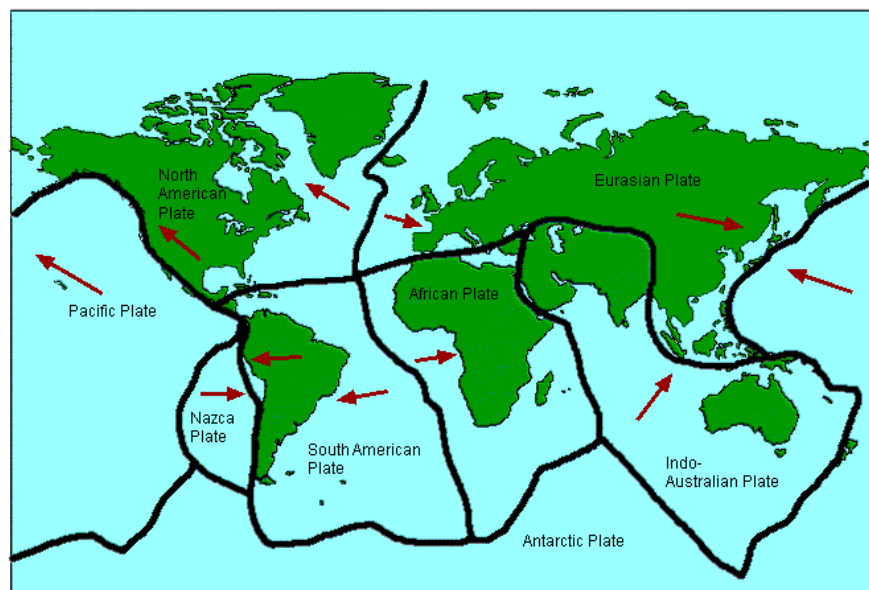 North
American
Plate
Eurasian Plate
African Plate
Pacific Plate
Nazca
Plate
South American
Plate
Indo-
Australian Plate
Antarctic Plate